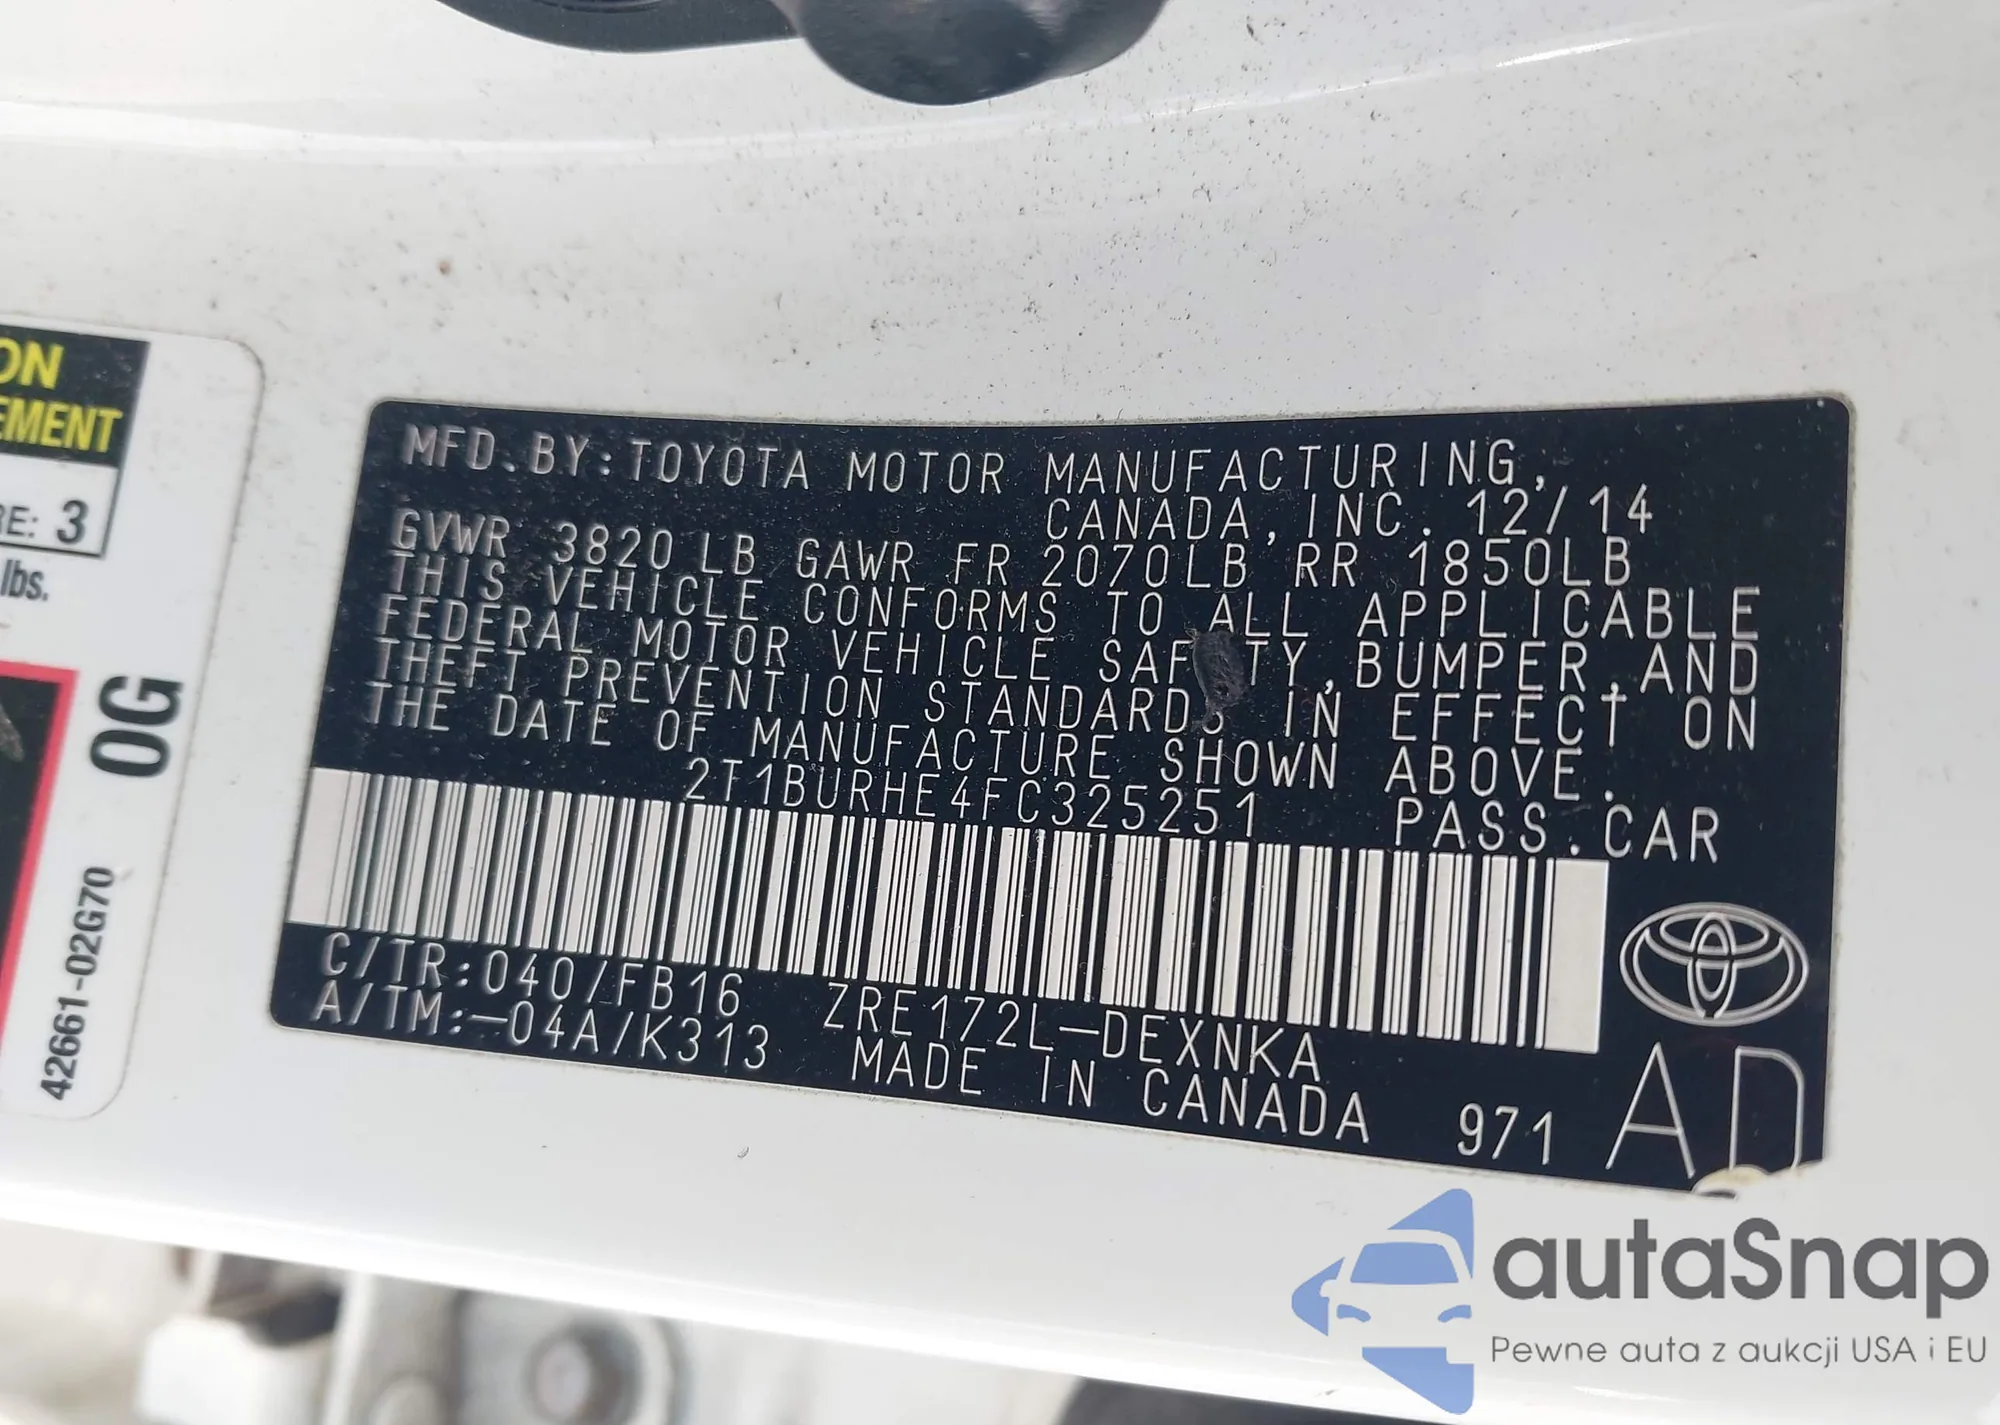 ON
EMENT
RE: 3
lbs.
0G
42661-02G70
MFD.BY:TOYOTA MOTOR MANUFACTURING,
CANADA,INC. 12/14
GVWR 3820LB GAWR FR 2070LB RR 1850LB
THIS VEHICLE CONFORMS TO ALL APPLICABLE
FEDERAL MOTOR VEHICLE SAFETY,BUMPER,AND
THEFT PREVENTION STANDARDS IN EFFECT ON
THE DATE OF MANUFACTURE SHOWN ABOVE.
2T1BURHE4FC325251 PASS.CAR
C/TR:040/FB16 ZRE172L-DEXNKA
A/TM:-04A/K313 MADE IN CANADA 971
AD
autaSnap
Pewne auta z aukcji USA i EU